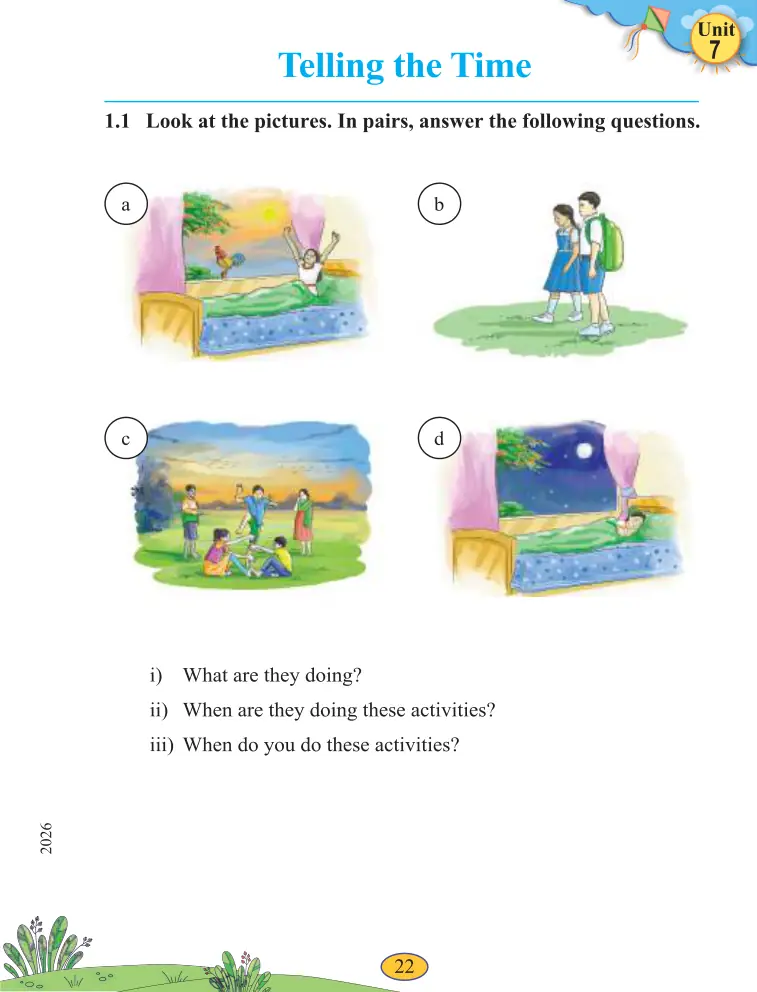 Unit
7
Telling the Time
1.1 Look at the pictures. In pairs, answer the following questions.
a
b
c
d
i) What are they doing?
ii) When are they doing these activities?
iii) When do you do these activities?
2026
22